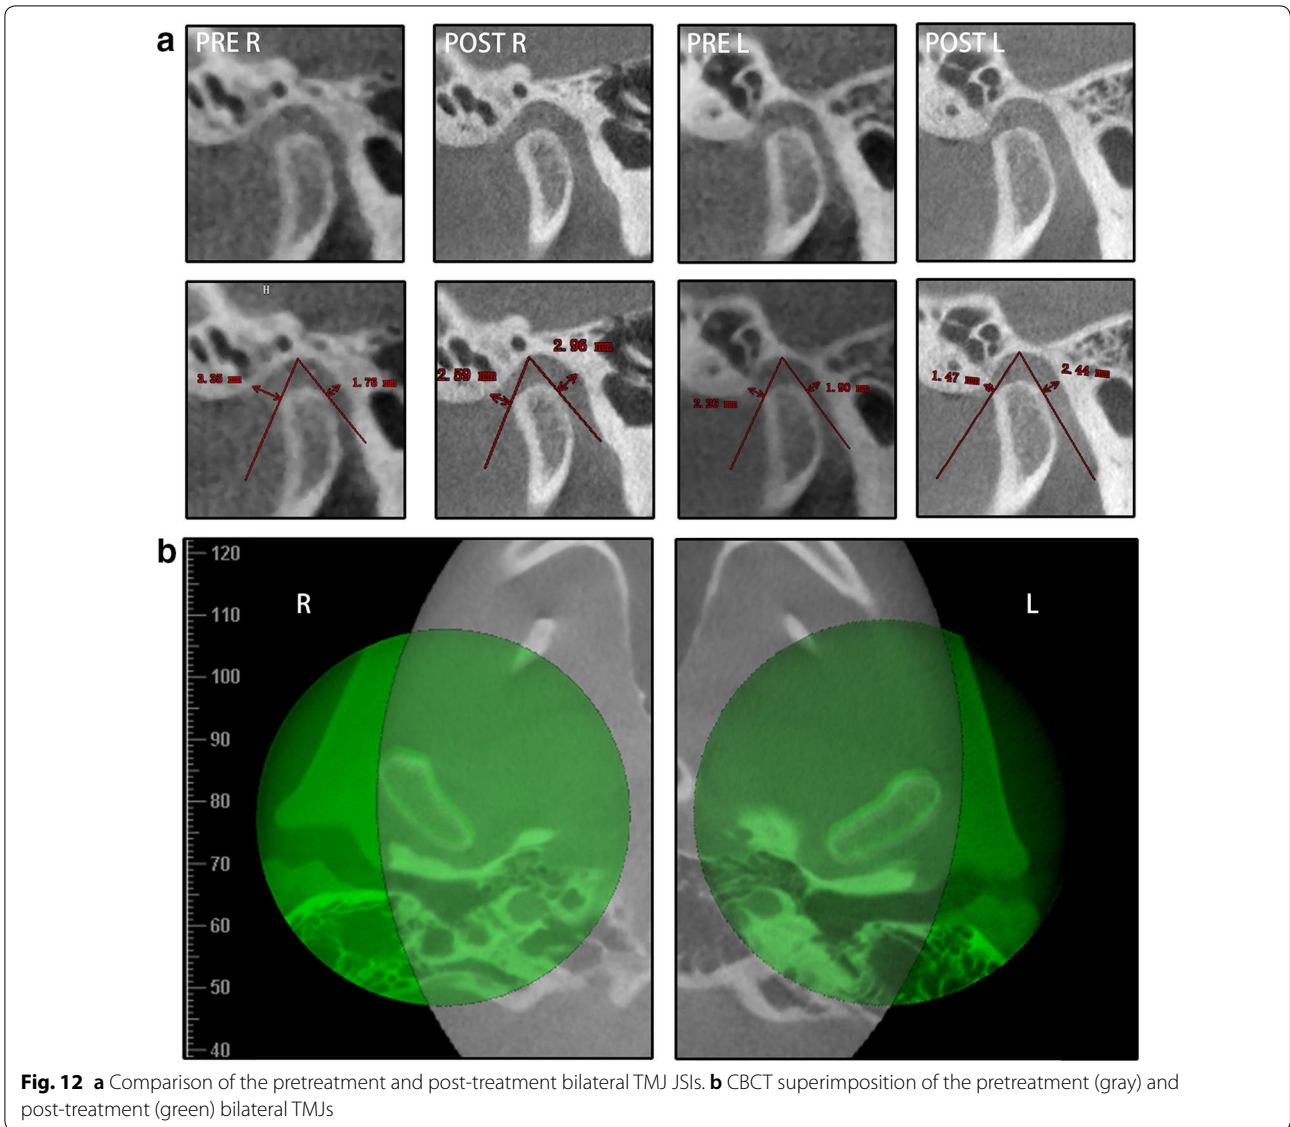 a
PRE R
POST R
PRE L
POST L
H
3.35 mm
1.76 mm
2.59 mm
2.96 mm
2.26 mm
1.90 mm
1.47 mm
2.44 mm
b
R
L
120
110
100
90
80
70
60
50
40
Fig. 12 a Comparison of the pretreatment and post-treatment bilateral TMJ JSIs. b CBCT superimposition of the pretreatment (gray) and
post-treatment (green) bilateral TMJs